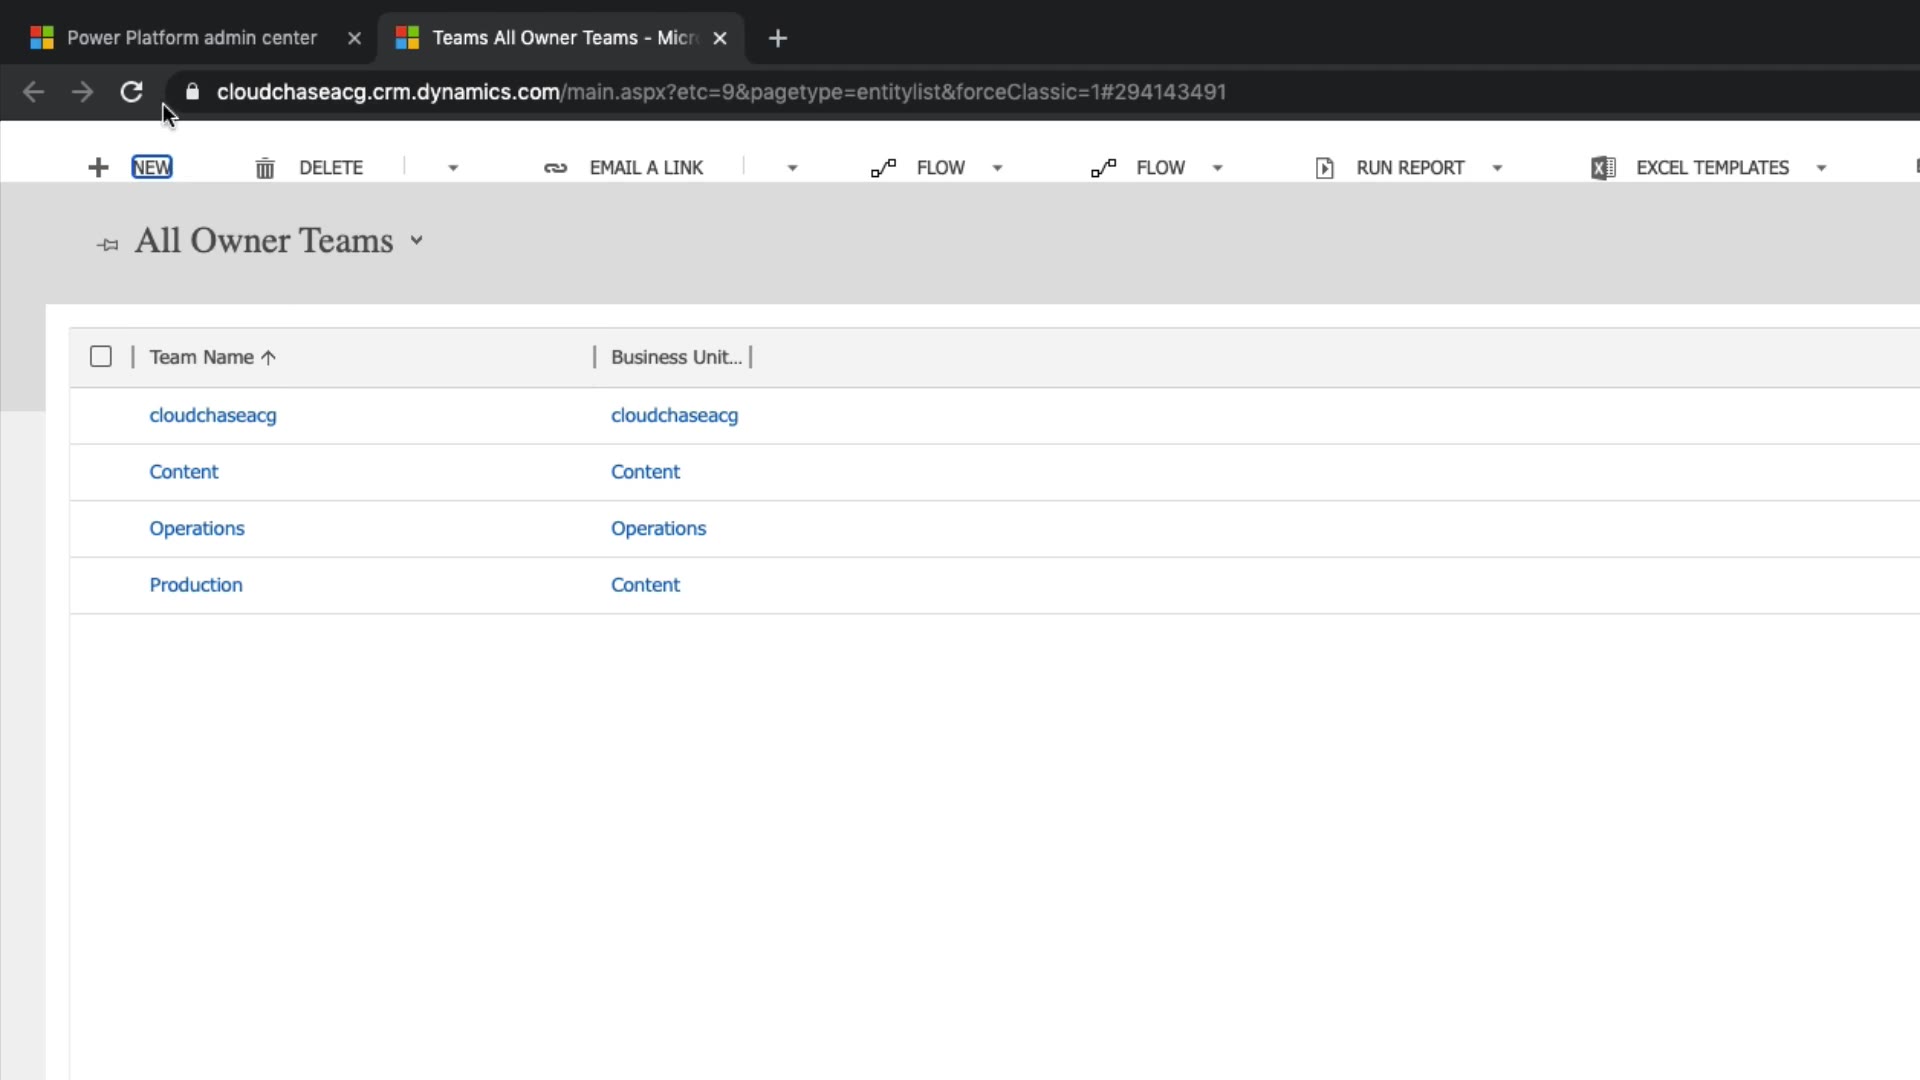 Power Platform admin center
Teams All Owner Teams - Micr
cloudchaseacg.crm.dynamics.com/main.aspx?etc=9&pagetype=entitylist&forceClassic=1#294143491
NEW DELETE EMAIL A LINK FLOW FLOW RUN REPORT EXCEL TEMPLATES
All Owner Teams
Team Name Business Unit...
cloudchaseacg cloudchaseacg
Content Content
Operations Operations
Production Content